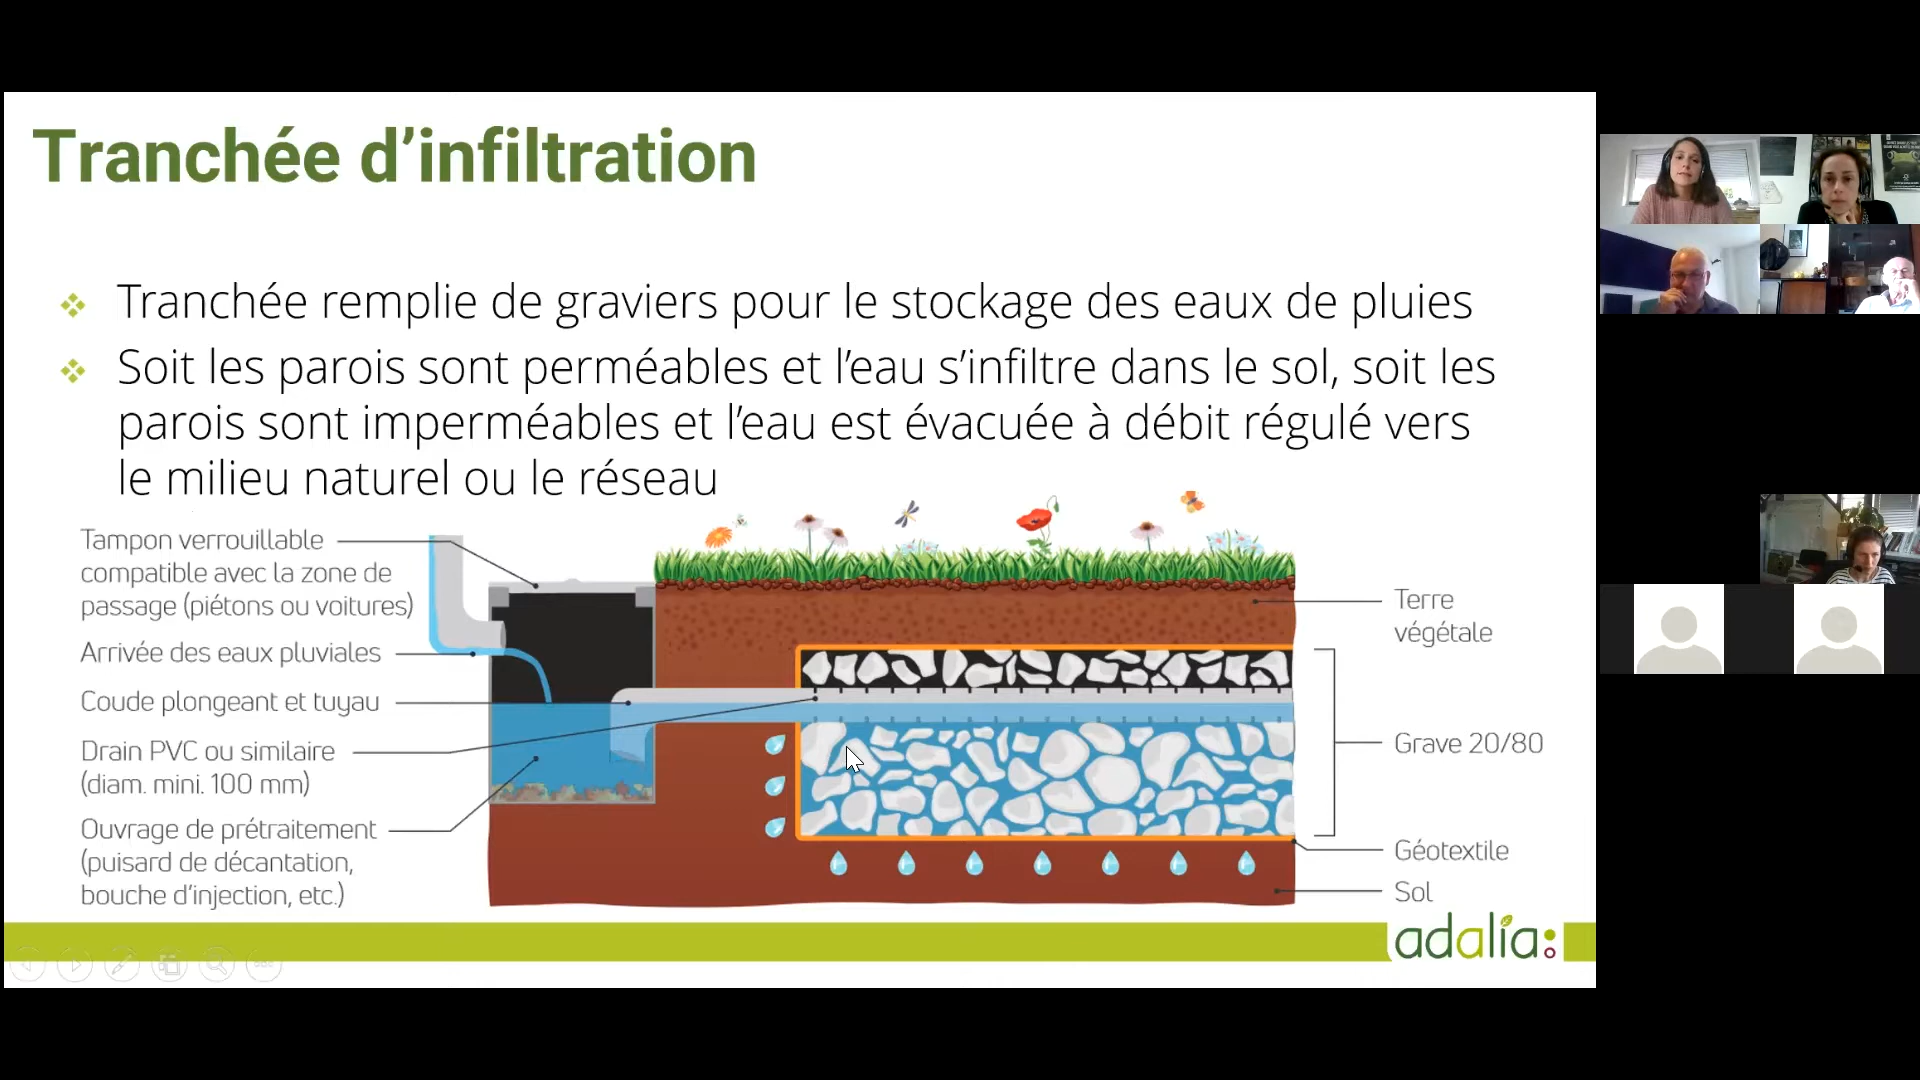 Tranchée d’infiltration
Tranchée remplie de graviers pour le stockage des eaux de pluies
Soit les parois sont perméables et l’eau s’infiltre dans le sol, soit les
parois sont imperméables et l’eau est évacuée à débit régulé vers
le milieu naturel ou le réseau
Tampon verrouillable
compatible avec la zone de
passage (piétons ou voitures)
Arrivée des eaux pluviales
Coude plongeant et tuyau
Drain PVC ou similaire
(diam. mini. 100 mm)
Ouvrage de prétraitement
(puisard de décantation,
bouche d’injection, etc.)
Terre
végétale
Grave 20/80
Géotextile
Sol
adalia